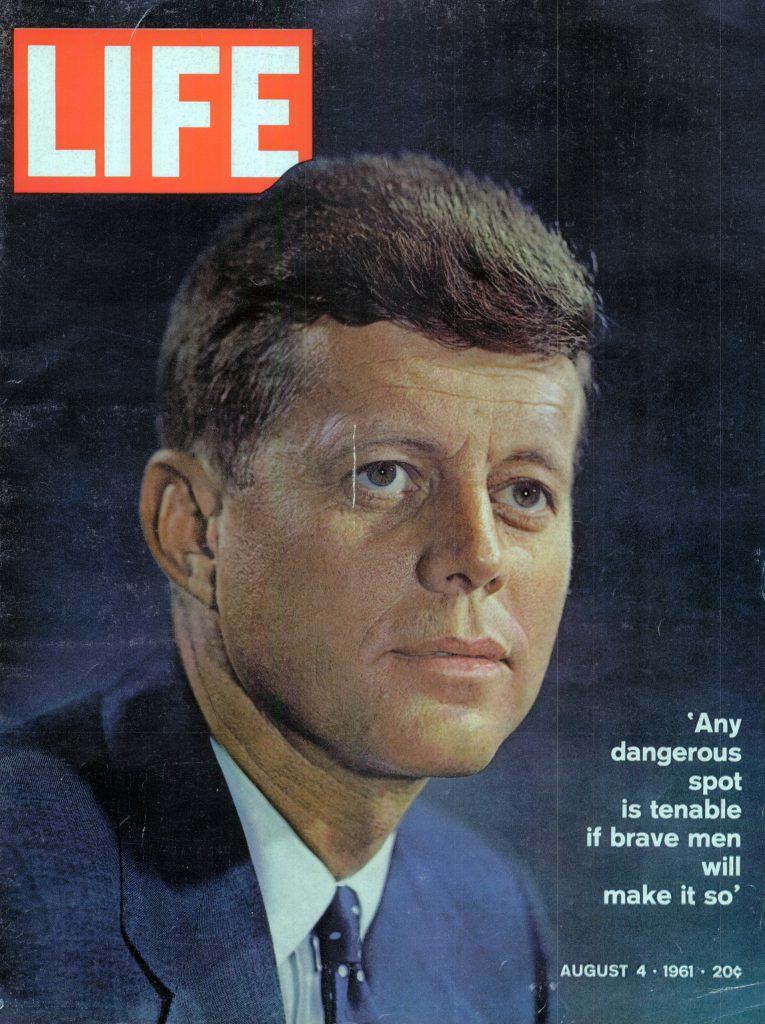 LIFE
‘Any
dangerous
spot
is tenable
if brave men
will
make it so’
AUGUST 4 · 1961 · 20¢